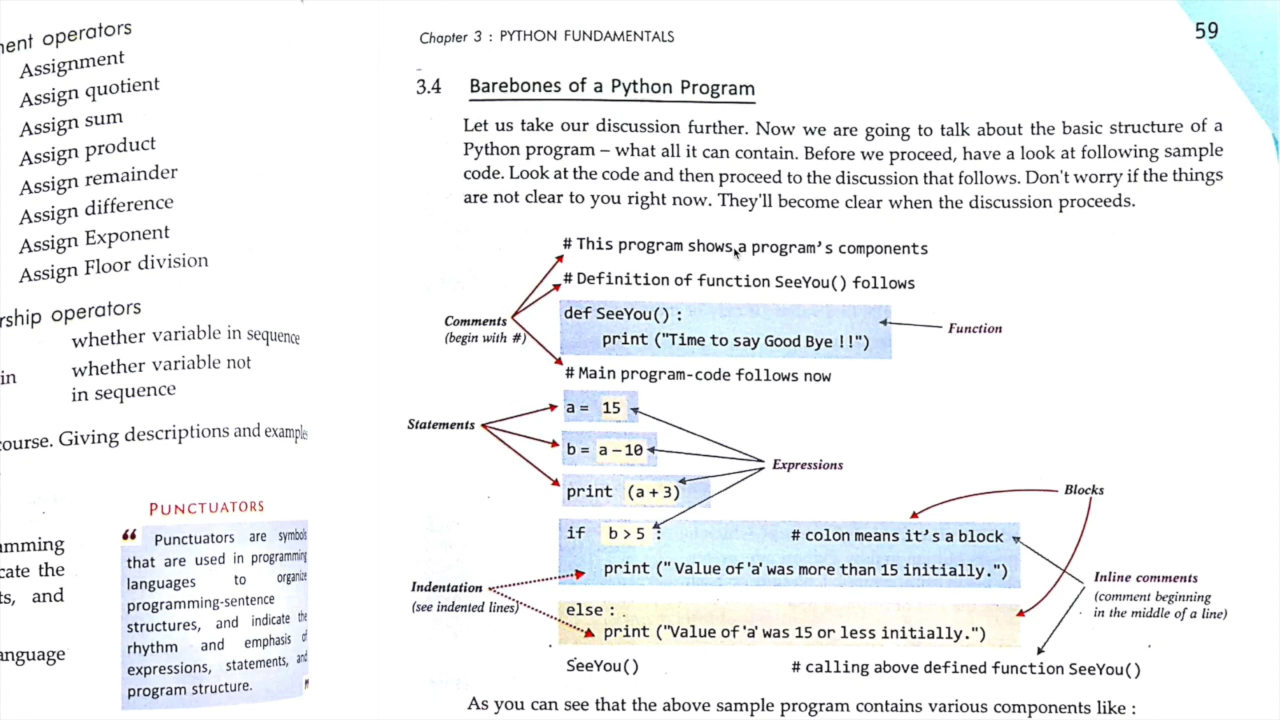 ment operators
Assignment
Assign quotient
Assign sum
Assign product
Assign remainder
Assign difference
Assign Exponent
Assign Floor division
rship operators
whether variable in sequence
in
whether variable not
in sequence
course. Giving descriptions and examples
PUNCTUATORS
“ Punctuators are symbols
that are used in programming
languages to organize
programming-sentence
structures, and indicate the
rhythm and emphasis of
expressions, statements, and
program structure.
amming
cate the
ts, and
anguage
Chapter 3 : PYTHON FUNDAMENTALS
59
3.4 Barebones of a Python Program
Let us take our discussion further. Now we are going to talk about the basic structure of a
Python program – what all it can contain. Before we proceed, have a look at following sample
code. Look at the code and then proceed to the discussion that follows. Don't worry if the things
are not clear to you right now. They'll become clear when the discussion proceeds.
# This program shows a program's components
# Definition of function SeeYou() follows
Comments
(begin with #)
def SeeYou() :
print ("Time to say Good Bye !!")
Function
# Main program-code follows now
Statements
a = 15
b = a – 10
print (a + 3)
Expressions
Blocks
if b > 5 : # colon means it's a block
print (" Value of 'a' was more than 15 initially.")
Indentation
(see indented lines)
Inline comments
(comment beginning
in the middle of a line)
else :
print ("Value of 'a' was 15 or less initially.")
SeeYou() # calling above defined function SeeYou()
As you can see that the above sample program contains various components like :